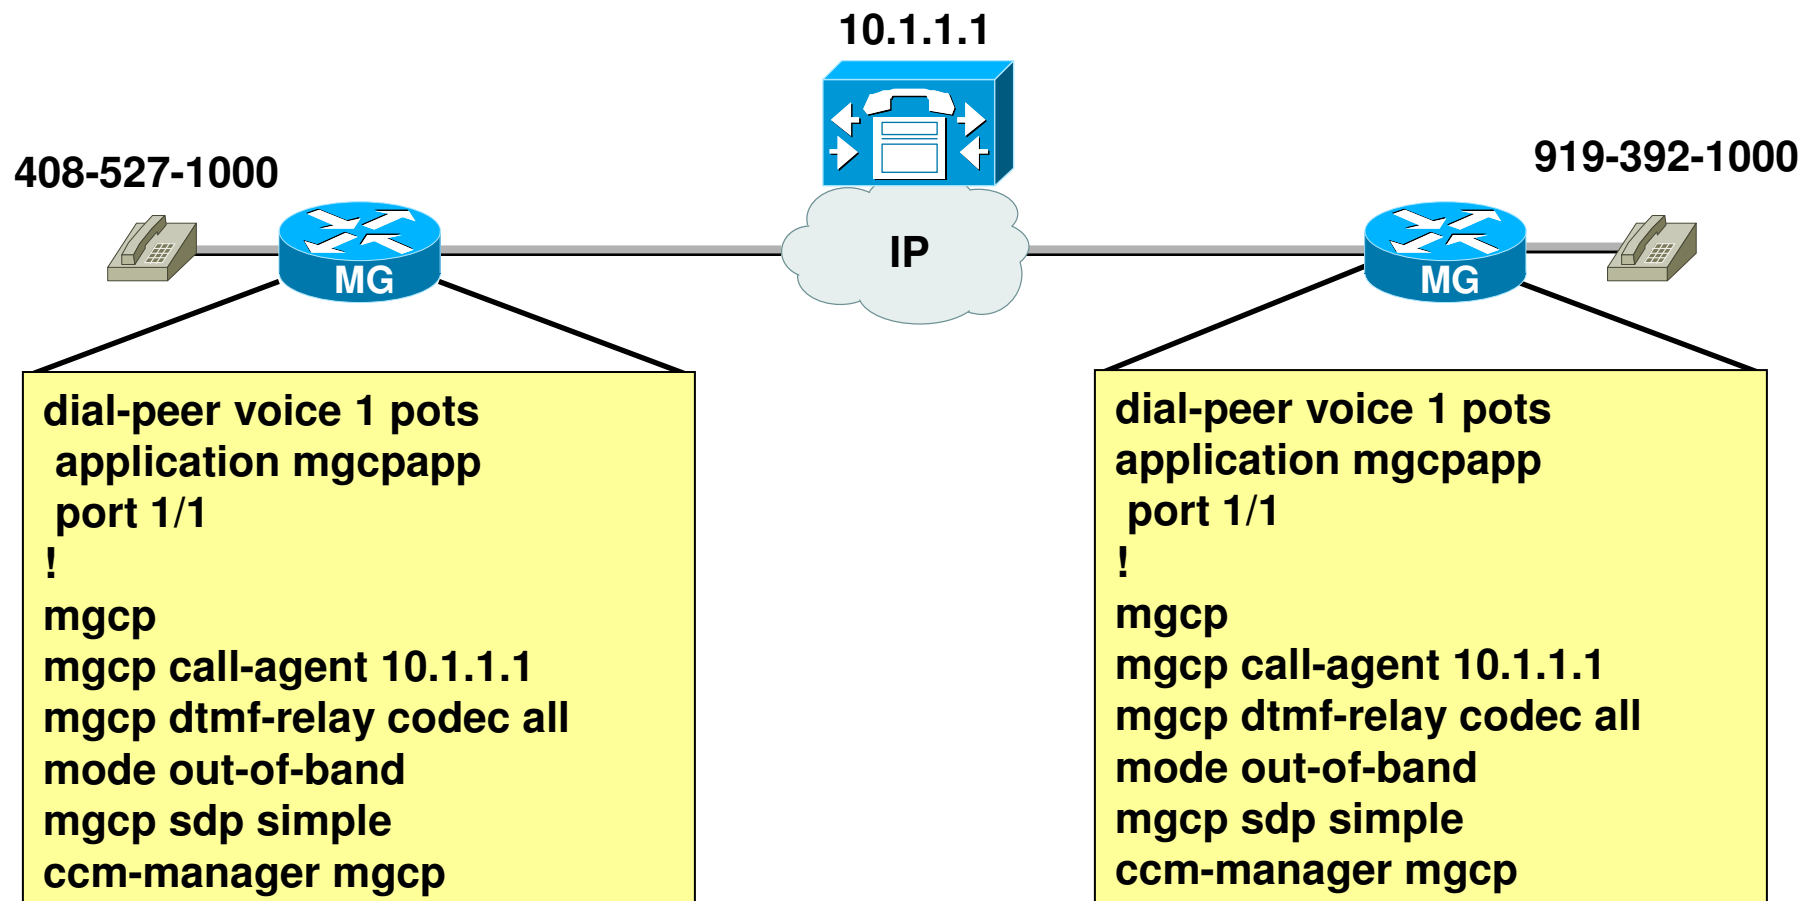 10.1.1.1
408-527-1000
919-392-1000
MG
IP
MG
dial-peer voice 1 pots
application mgcpapp
port 1/1
!
mgcp
mgcp call-agent 10.1.1.1
mgcp dtmf-relay codec all
mode out-of-band
mgcp sdp simple
ccm-manager mgcp
dial-peer voice 1 pots
application mgcpapp
port 1/1
!
mgcp
mgcp call-agent 10.1.1.1
mgcp dtmf-relay codec all
mode out-of-band
mgcp sdp simple
ccm-manager mgcp